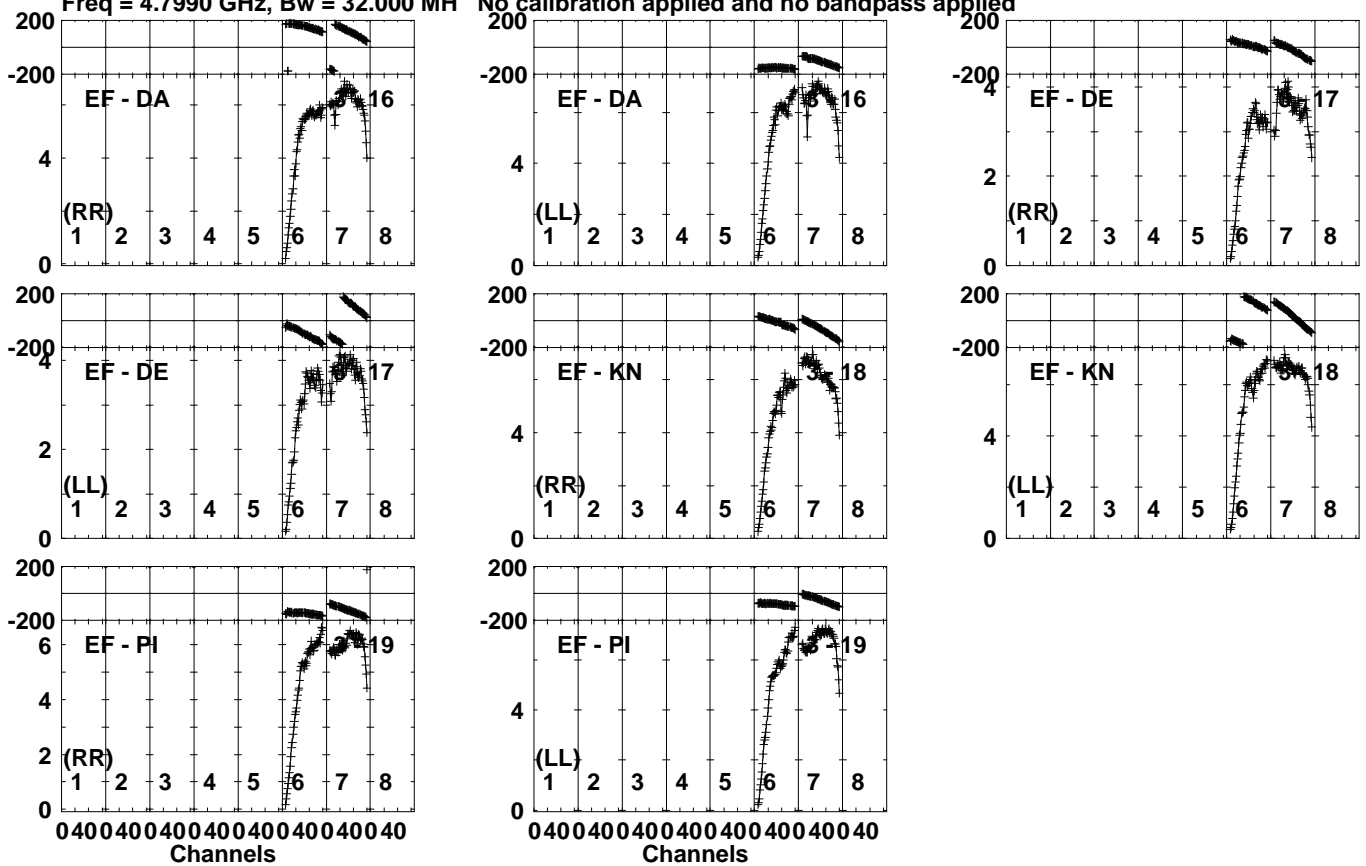 Freq = 4.7990 GHz, Bw = 32.000 MH No calibration applied and no bandpass applied
200 200 200
-200 -200 -200
EF - DA 3 - 16 EF - DA 3 - 16 4 EF - DE 3 - 17
4 4 2
(RR) (LL) (RR)
1 2 3 4 5 6 7 8 1 2 3 4 5 6 7 8 1 2 3 4 5 6 7 8
0 0 0
200 200 200
-200 -200 -200
4 EF - DE 3 - 17 EF - KN 3 - 18 EF - KN 3 - 18
2 4 4
(LL) (RR) (LL)
1 2 3 4 5 6 7 8 1 2 3 4 5 6 7 8 1 2 3 4 5 6 7 8
0 0 0
200 200
-200 -200
6 EF - PI 3 - 19 EF - PI 3 - 19
4 4
2 (RR) (LL)
1 2 3 4 5 6 7 8 1 2 3 4 5 6 7 8
0 0
0 40 0 40 0 40 0 40 0 40 0 40 0 40 0 40 0 40 0 40 0 40 0 40 0 40 0 40 0 40 0 40
Channels Channels